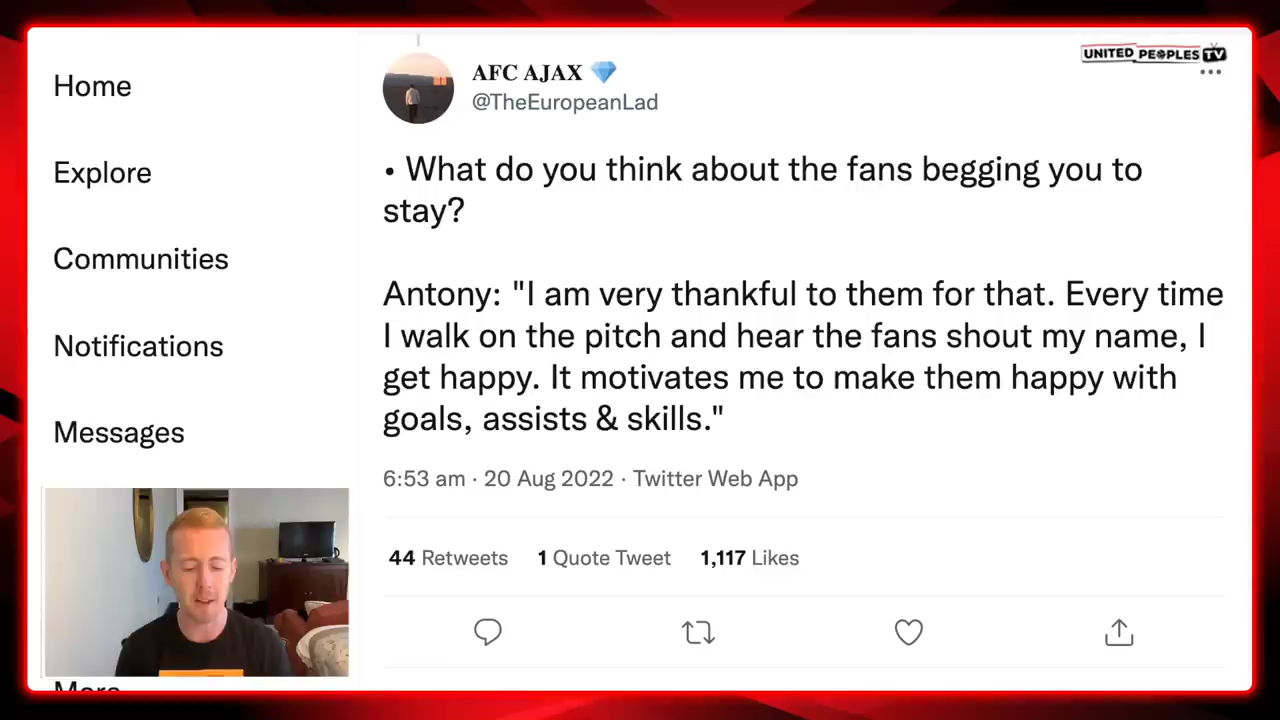 UNITED PEOPLES TV
Home
Explore
Communities
Notifications
Messages
More
AFC AJAX 💎
@TheEuropeanLad
• What do you think about the fans begging you to
stay?
Antony: "I am very thankful to them for that. Every time
I walk on the pitch and hear the fans shout my name, I
get happy. It motivates me to make them happy with
goals, assists & skills."
6:53 am · 20 Aug 2022 · Twitter Web App
44 Retweets 1 Quote Tweet 1,117 Likes